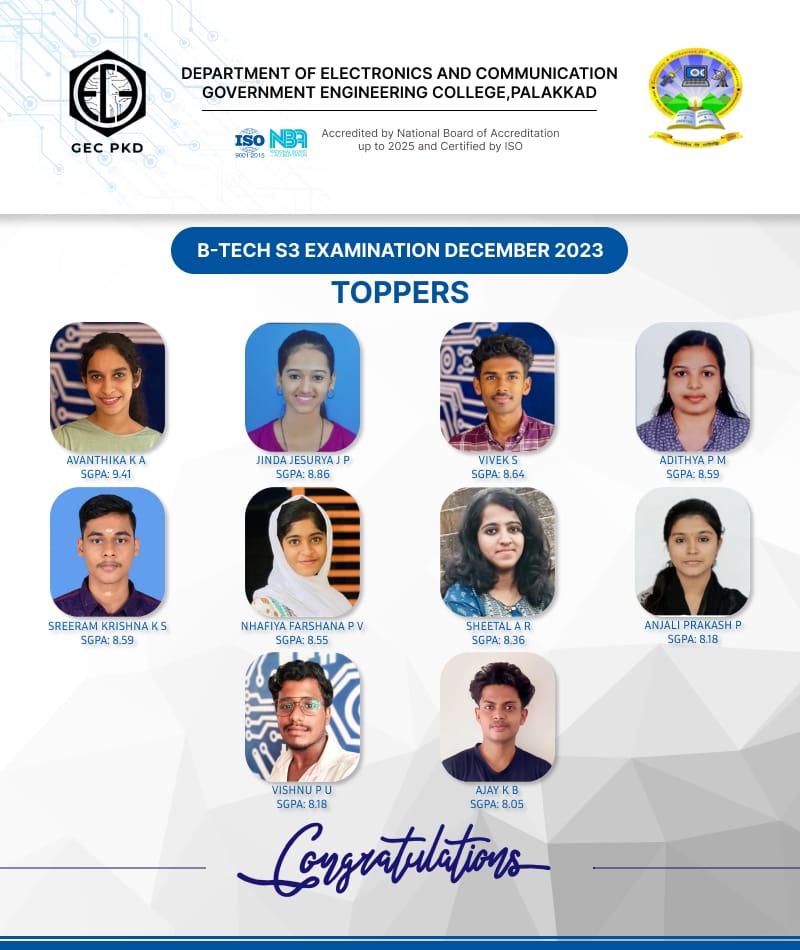 DEPARTMENT OF ELECTRONICS AND COMMUNICATION
GOVERNMENT ENGINEERING COLLEGE,PALAKKAD
GEC PKD
ISO
9001:2015
NBA
NATIONAL BOARD
of ACCREDITATION
Accredited by National Board of Accreditation
up to 2025 and Certified by ISO
B-TECH S3 EXAMINATION DECEMBER 2023
TOPPERS
AVANTHIKA K A
SGPA: 9.41
JINDA JESURYA J P
SGPA: 8.86
VIVEK S
SGPA: 8.64
ADITHYA P M
SGPA: 8.59
SREERAM KRISHNA K S
SGPA: 8.59
NHAFIYA FARSHANA P V
SGPA: 8.55
SHEETAL A R
SGPA: 8.36
ANJALI PRAKASH P
SGPA: 8.18
VISHNU P U
SGPA: 8.18
AJAY K B
SGPA: 8.05
Congratulations